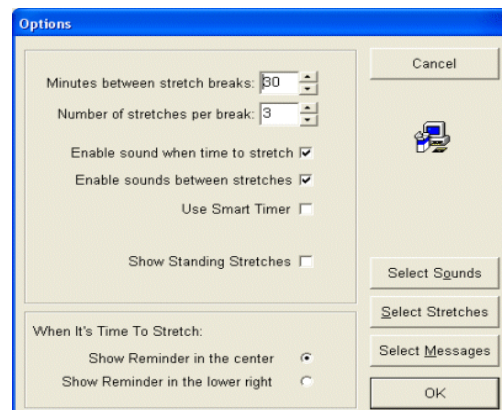 Options
Minutes between stretch breaks: 30
Number of stretches per break: 3
Enable sound when time to stretch
Enable sounds between stretches
Use Smart Timer
Show Standing Stretches
When It's Time To Stretch:
Show Reminder in the center
Show Reminder in the lower right
Cancel
Select Sounds
Select Stretches
Select Messages
OK